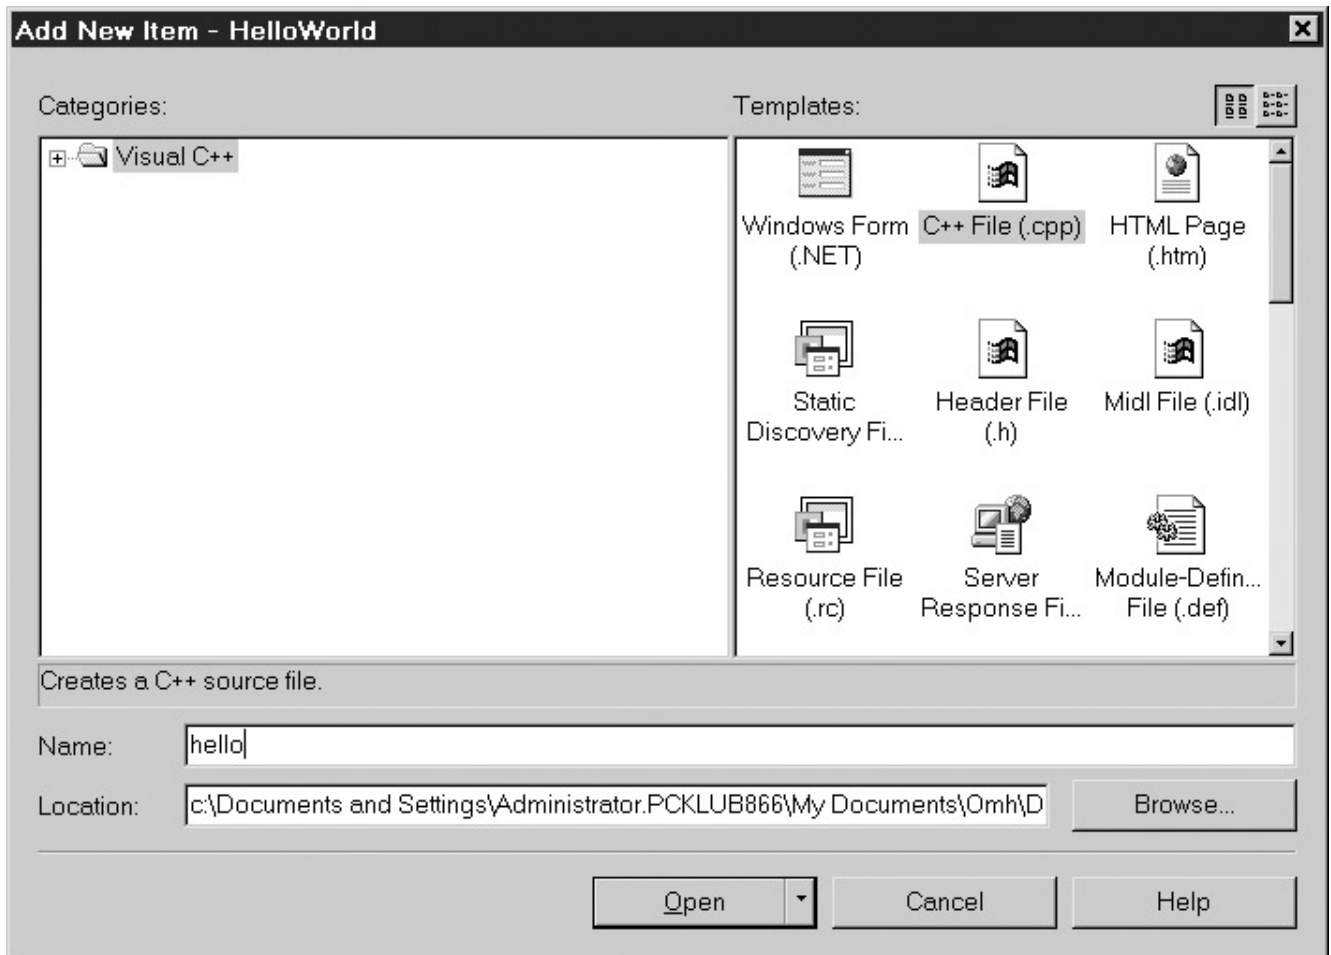 Add New Item - HelloWorld
Categories:
Templates:
Visual C++
Windows Form
(.NET)
C++ File (.cpp)
HTML Page
(.htm)
Static
Discovery Fi...
Header File
(.h)
Midl File (.idl)
Resource File
(.rc)
Server
Response Fi...
Module-Defin...
File (.def)
Creates a C++ source file.
Name:
hello
Location:
c:\Documents and Settings\Administrator.PCKLUB866\My Documents\Omh\D
Browse...
Open
Cancel
Help